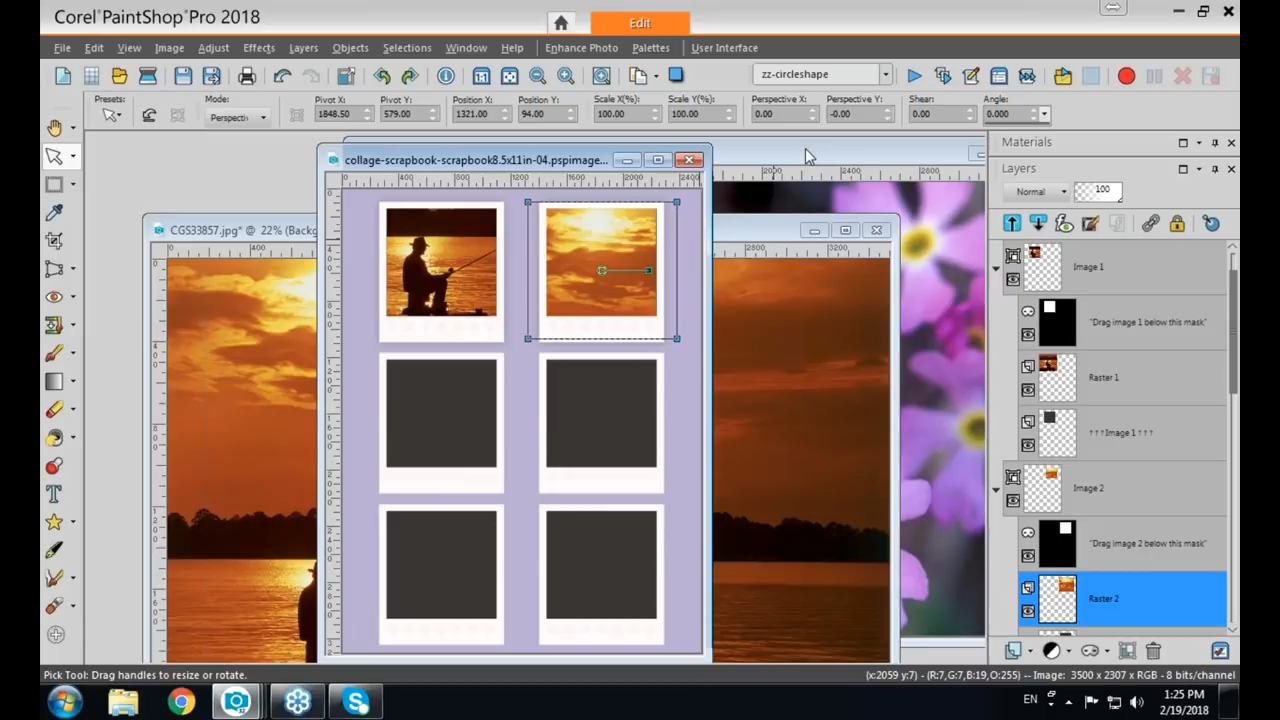 Corel®PaintShop®Pro 2018
Edit
File Edit View Image Adjust Effects Layers Objects Selections Window Help Enhance Photo Palettes User Interface
zz-circleshape
Presets: Mode: Pivot X: Pivot Y: Position X: Position Y: Scale X(%): Scale Y(%): Perspective X: Perspective Y: Shear: Angle:
1848.50 579.00 1321.00 94.00 100.00 100.00 0.00 -0.00 0.00 0.000
Materials
collage-scrapbook-scrapbook8.5x11in-04.pspimage...
Layers
Normal 100
CGS33857.jpg* @ 22% (Backg
Image 1
"Drag image 1 below this mask"
Raster 1
↑↑↑Image 1↑↑↑
Image 2
"Drag image 2 below this mask"
Raster 2
Pick Tool: Drag handles to resize or rotate.
(x:2059 y:7) - (R:7,G:7,B:19,O:255) -- Image: 3500 x 2307 x RGB - 8 bits/channel
EN
1:25 PM
2/19/2018